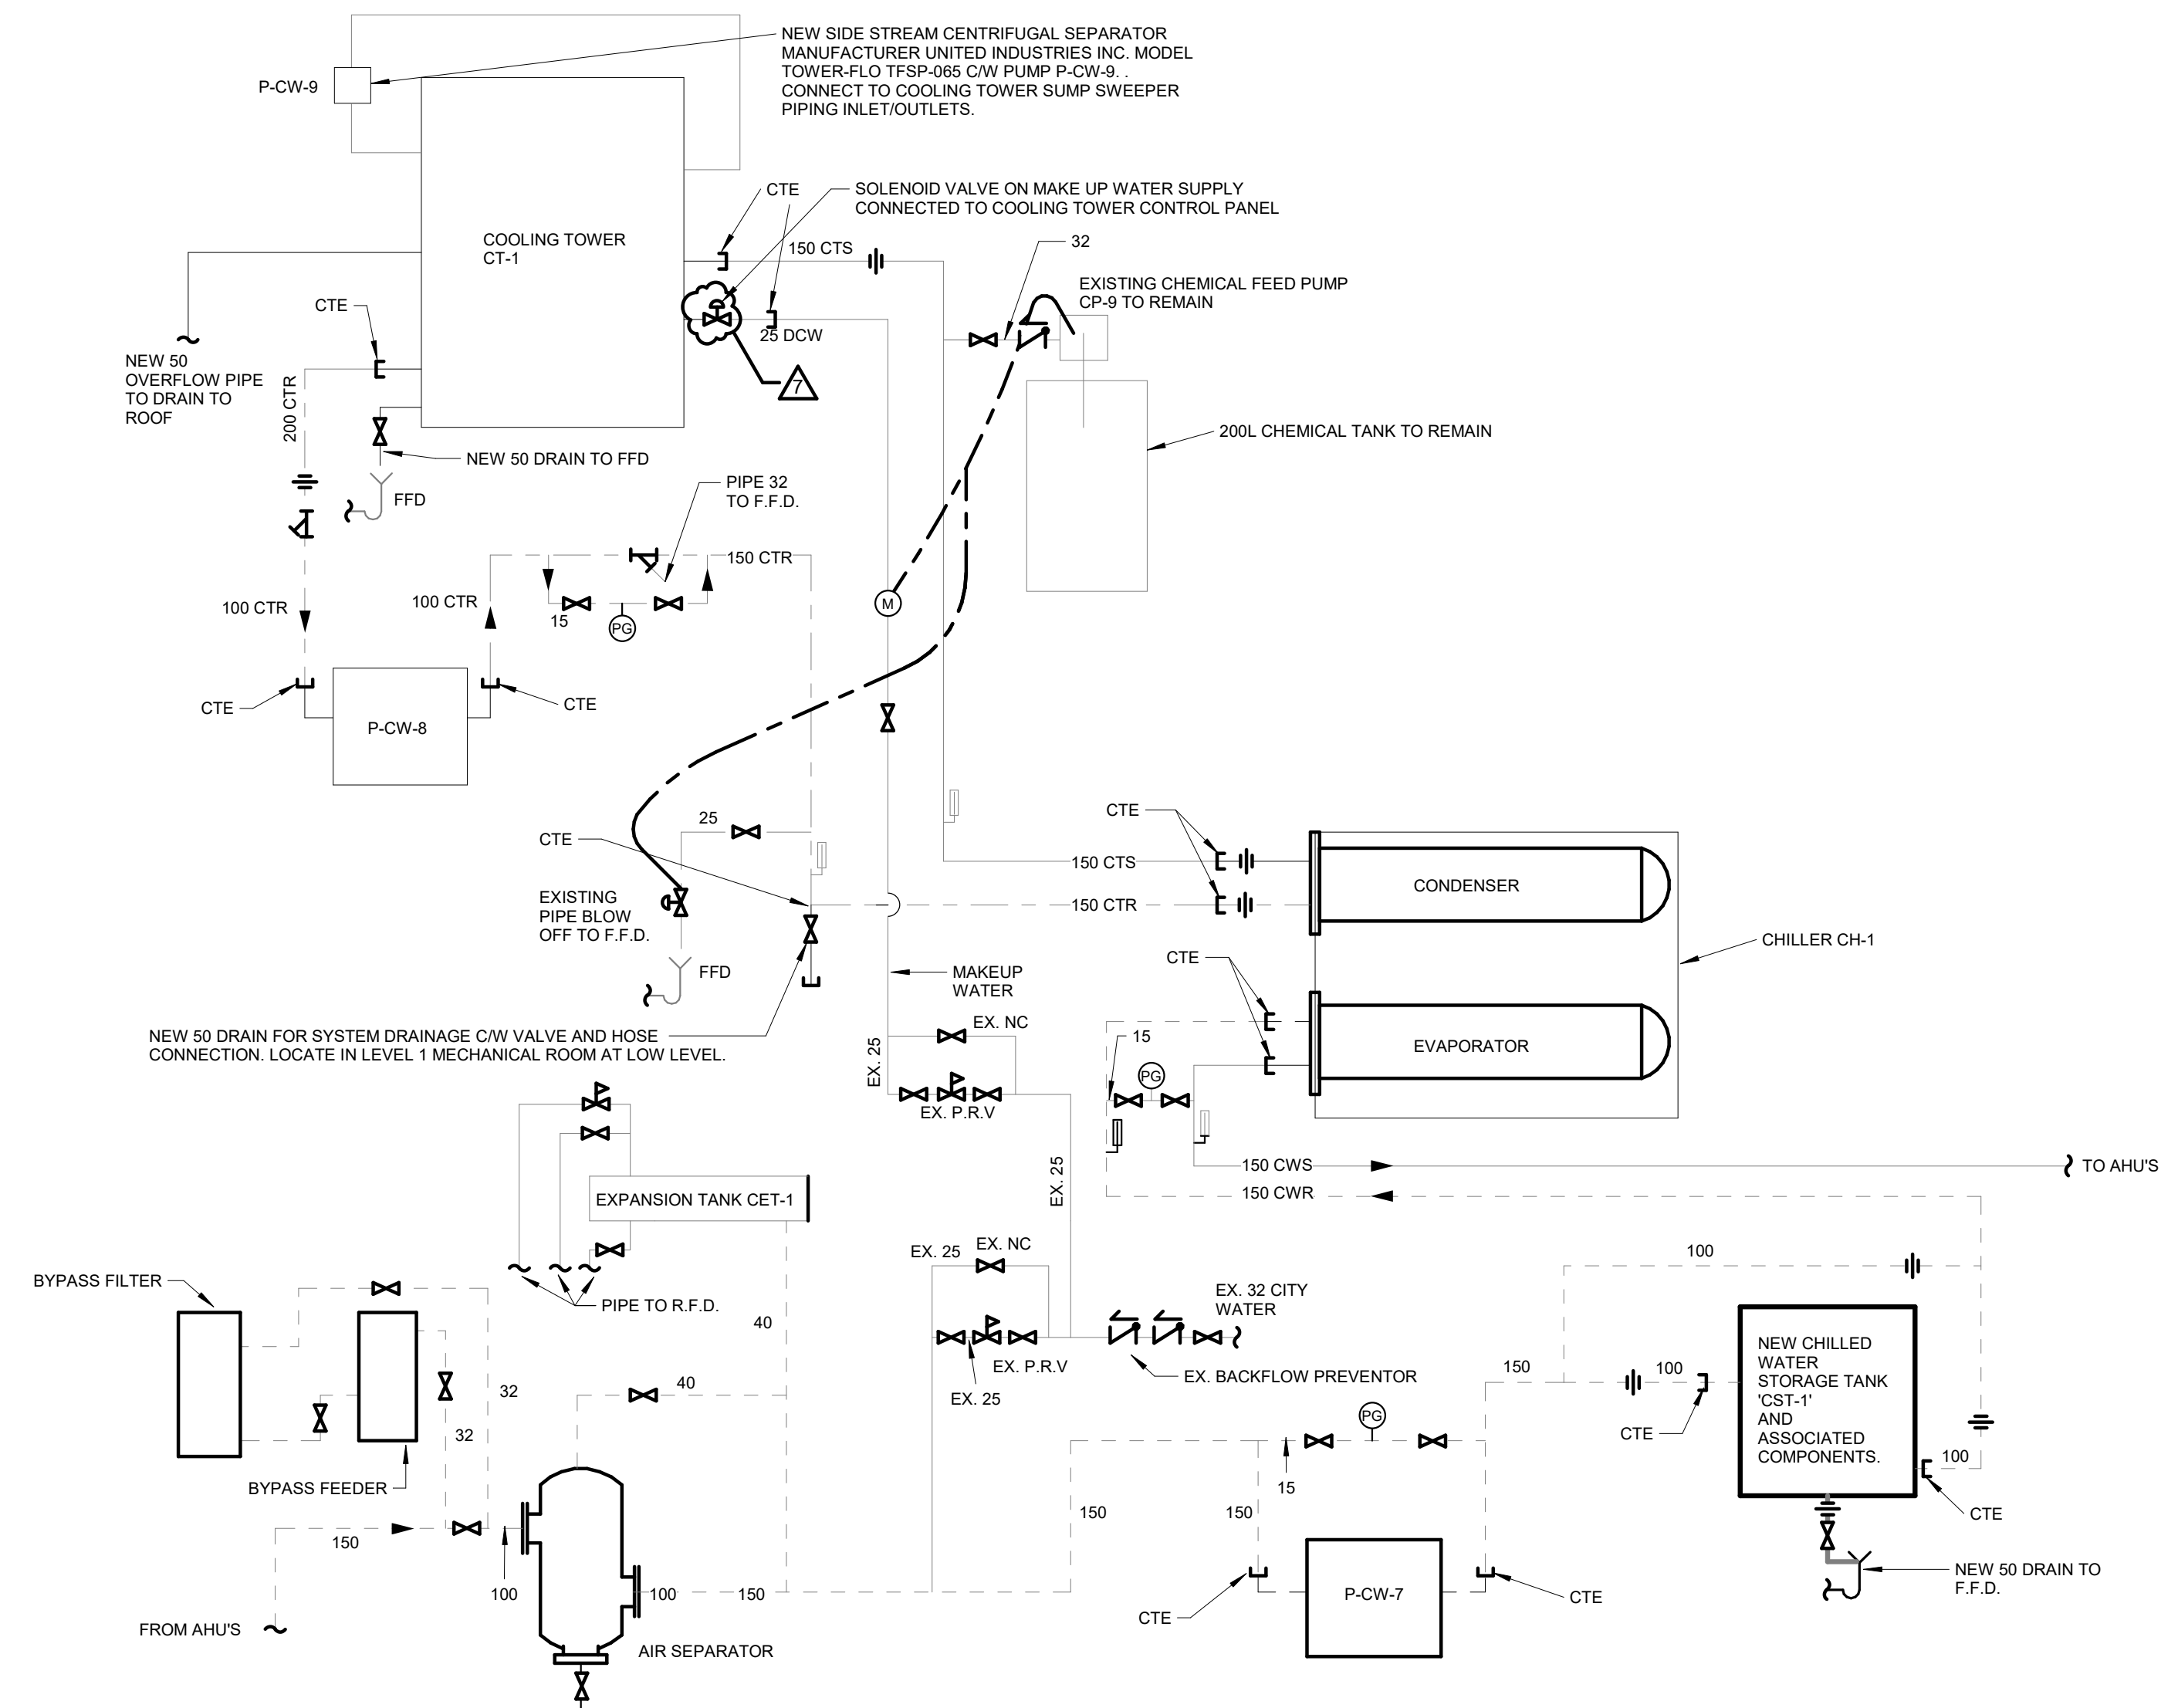 NEW SIDE STREAM CENTRIFUGAL SEPARATOR
MANUFACTURER UNITED INDUSTRIES INC. MODEL
TOWER-FLO TFSP-065 C/W PUMP P-CW-9. .
CONNECT TO COOLING TOWER SUMP SWEEPER
PIPING INLET/OUTLETS.
P-CW-9
CTE
SOLENOID VALVE ON MAKE UP WATER SUPPLY
CONNECTED TO COOLING TOWER CONTROL PANEL
COOLING TOWER
CT-1
150 CTS
32
EXISTING CHEMICAL FEED PUMP
CP-9 TO REMAIN
CTE
25 DCW
7
NEW 50
OVERFLOW PIPE
TO DRAIN TO
ROOF
200 CTR
200L CHEMICAL TANK TO REMAIN
NEW 50 DRAIN TO FFD
FFD
PIPE 32
TO F.F.D.
150 CTR
100 CTR
100 CTR
15
PG
M
CTE
CTE
P-CW-8
25
CTE
CTE
150 CTS
CONDENSER
EXISTING
PIPE BLOW
OFF TO F.F.D.
150 CTR
CHILLER CH-1
CTE
FFD
MAKEUP
WATER
NEW 50 DRAIN FOR SYSTEM DRAINAGE C/W VALVE AND HOSE
CONNECTION. LOCATE IN LEVEL 1 MECHANICAL ROOM AT LOW LEVEL.
EX. NC
EX. 25
15
EVAPORATOR
PG
EX. P.R.V
EX. 25
150 CWS
TO AHU'S
150 CWR
EXPANSION TANK CET-1
EX. 25
EX. NC
100
BYPASS FILTER
PIPE TO R.F.D.
EX. 32 CITY
WATER
40
EX. P.R.V
EX. BACKFLOW PREVENTOR
EX. 25
40
32
32
150
100
NEW CHILLED
WATER
STORAGE TANK
'CST-1'
AND
ASSOCIATED
COMPONENTS.
PG
CTE
100
BYPASS FEEDER
15
150
150
CTE
150
100
100
150
NEW 50 DRAIN TO
F.F.D.
P-CW-7
CTE
CTE
FROM AHU'S
AIR SEPARATOR